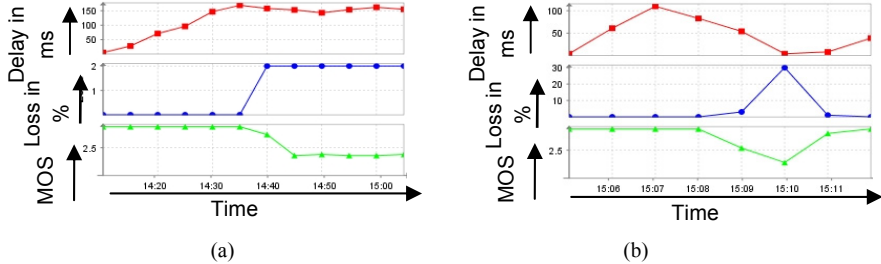 Delay in
ms
150
100
50
Loss in
%
2
1
MOS
2.5
14:20 14:30 14:40 14:50 15:00
Time
(a)
Delay in
ms
100
50
Loss in
%
30
20
10
MOS
2.5
15:06 15:07 15:08 15:09 15:10 15:11
Time
(b)